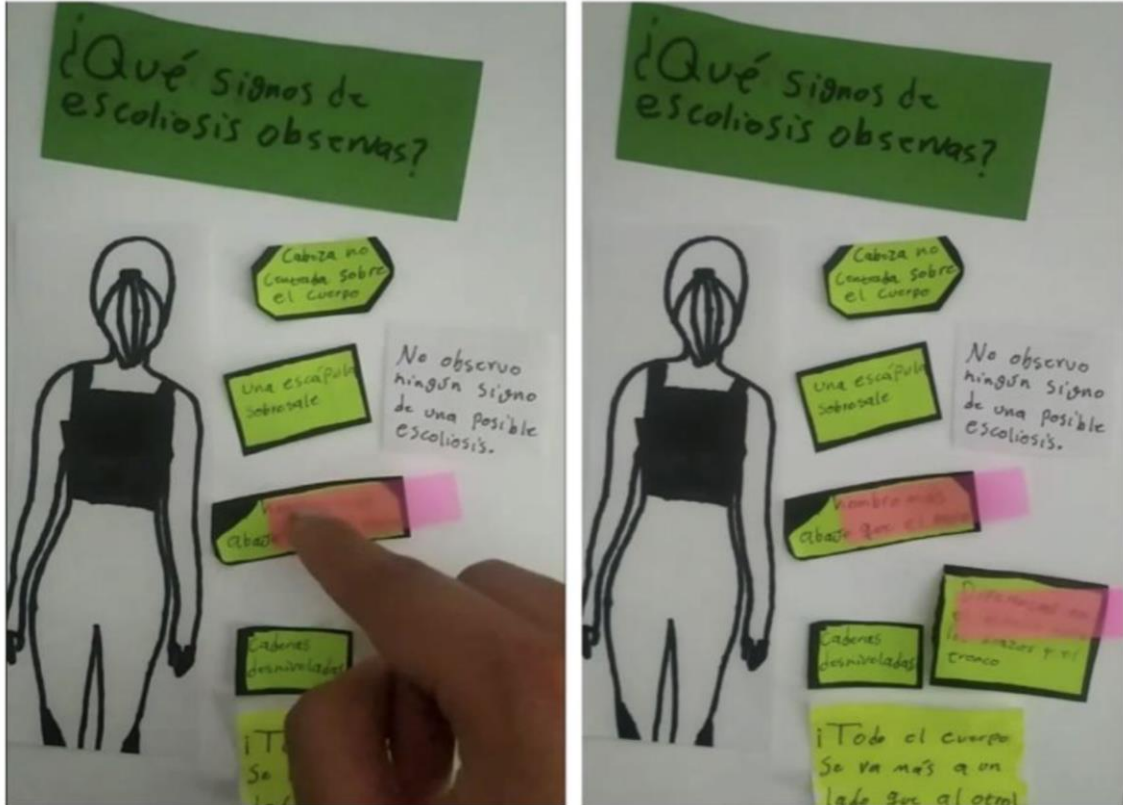 ¿Qué signos de
escoliosis observas?
Cabeza no
Centrada sobre
el cuerpo
una escápula
sobresale
No observo
ningún signo
de una posible
escoliosis.
abajo
Caderas
desniveladas
Se
¿Qué signos de
escoliosis observas?
Cabeza no
Centrada sobre
el cuerpo
una escápula
sobresale
No observo
ningún signo
de una posible
escoliosis.
hombro más
abajo que el
brazos y el
tronco
Caderas
desniveladas
¡Todo el cuerpo
Se va más a un
lado que al otro!